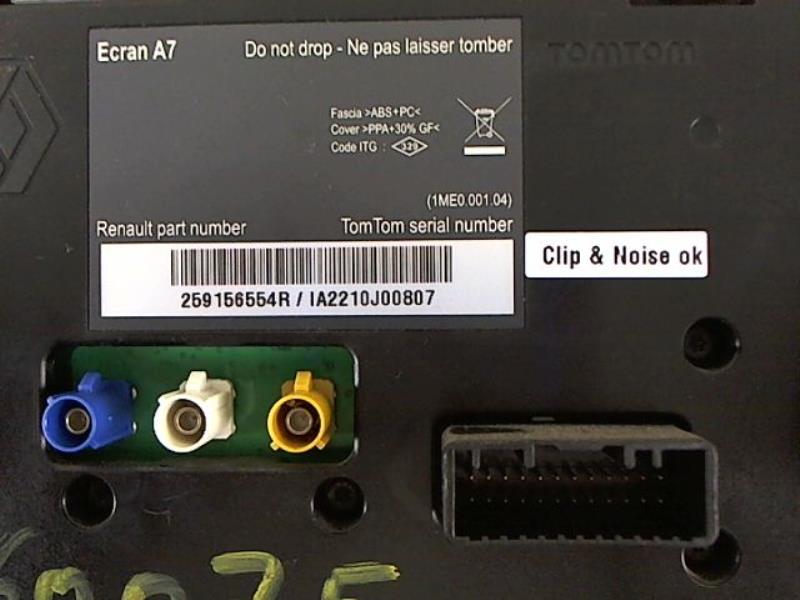 Ecran A7 Do not drop - Ne pas laisser tomber
TOMTOM
Fascia >ABS+PC<
Cover >PPA+30% GF<
Code ITG : 329
(1ME0.001.04)
Renault part number TomTom serial number
259156554R / IA2210J00807
Clip & Noise ok